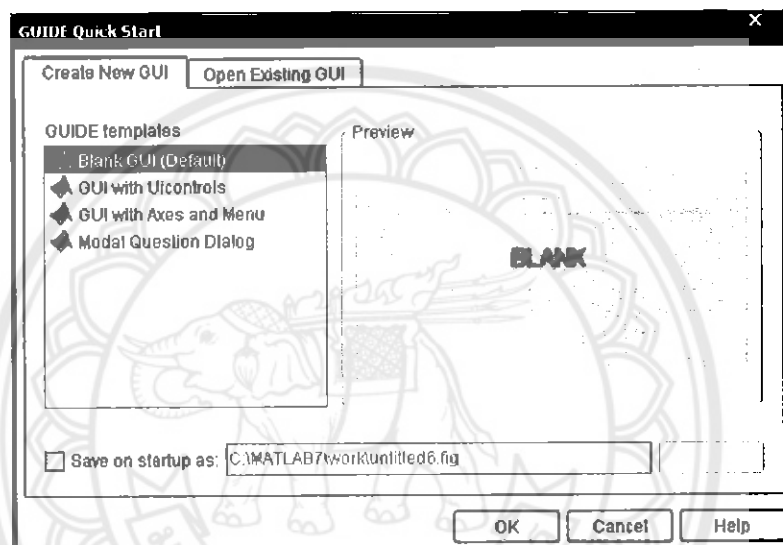 GUIDE Quick Start
X
Create New GUI
Open Existing GUI
GUIDE templates
Blank GUI (Default)
GUI with Uicontrols
GUI with Axes and Menu
Modal Question Dialog
Preview
BLANK
Save on startup as:
C:\MATLAB7\work\untitled6.fig
OK
Cancel
Help